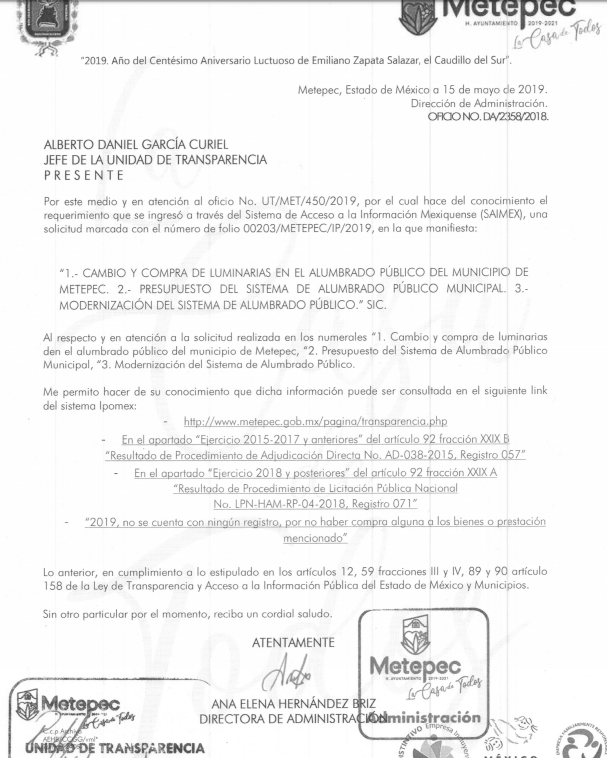 Metepec
H. AYUNTAMIENTO 2019-2021
La Casa de Todos
“2019. Año del Centésimo Aniversario Luctuoso de Emiliano Zapata Salazar, el Caudillo del Sur”.
Metepec, Estado de México a 15 de mayo de 2019.
Dirección de Administración.
OFICIO NO. DA/2358/2018.
ALBERTO DANIEL GARCÍA CURIEL
JEFE DE LA UNIDAD DE TRANSPARENCIA
P R E S E N T E
Por este medio y en atención al oficio No. UT/MET/450/2019, por el cual hace del conocimiento el
requerimiento que se ingresó a través del Sistema de Acceso a la Información Mexiquense (SAIMEX), una
solicitud marcada con el número de folio 00203/METEPEC/IP/2019, en la que manifiesta:
“1.- CAMBIO Y COMPRA DE LUMINARIAS EN EL ALUMBRADO PÚBLICO DEL MUNICIPIO DE
METEPEC. 2.- PRESUPUESTO DEL SISTEMA DE ALUMBRADO PÚBLICO MUNICIPAL. 3.-
MODERNIZACIÓN DEL SISTEMA DE ALUMBRADO PÚBLICO.” SIC.
Al respecto y en atención a la solicitud realizada en los numerales “1. Cambio y compra de luminarias
den el alumbrado público del municipio de Metepec, “2. Presupuesto del Sistema de Alumbrado Público
Municipal, “3. Modernización del Sistema de Alumbrado Público.
Me permito hacer de su conocimiento que dicha información puede ser consultada en el siguiente link
del sistema Ipomex:
- http://www.metepec.gob.mx/pagina/transparencia.php
- En el apartado “Ejercicio 2015-2017 y anteriores” del artículo 92 fracción XXIX B
“Resultado de Procedimiento de Adjudicación Directa No. AD-038-2015, Registro 057”
- En el apartado “Ejercicio 2018 y posteriores” del artículo 92 fracción XXIX A
“Resultado de Procedimiento de Licitación Pública Nacional
No. LPN-HAM-RP-04-2018, Registro 071”
- “2019, no se cuenta con ningún registro, por no haber compra alguna a los bienes o prestación
mencionado”
Lo anterior, en cumplimiento a lo estipulado en los artículos 12, 59 fracciones III y IV, 89 y 90 artículo
158 de la Ley de Transparencia y Acceso a la Información Pública del Estado de México y Municipios.
Sin otro particular por el momento, reciba un cordial saludo.
ATENTAMENTE
ANA ELENA HERNÁNDEZ BRIZ
DIRECTORA DE ADMINISTRACIÓN
Metepec
H. AYUNTAMIENTO 2019-2021
La Casa de Todos
Administración
Metepec
La Casa de Todos
C.c.p Archivo
UNIDAD DE TRANSPARENCIA
MÉXICO